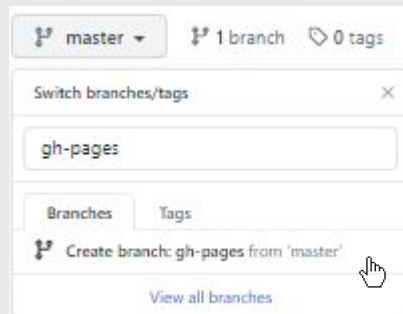 master 1 branch 0 tags
Switch branches/tags
gh-pages
Branches Tags
Create branch: gh-pages from 'master'
View all branches